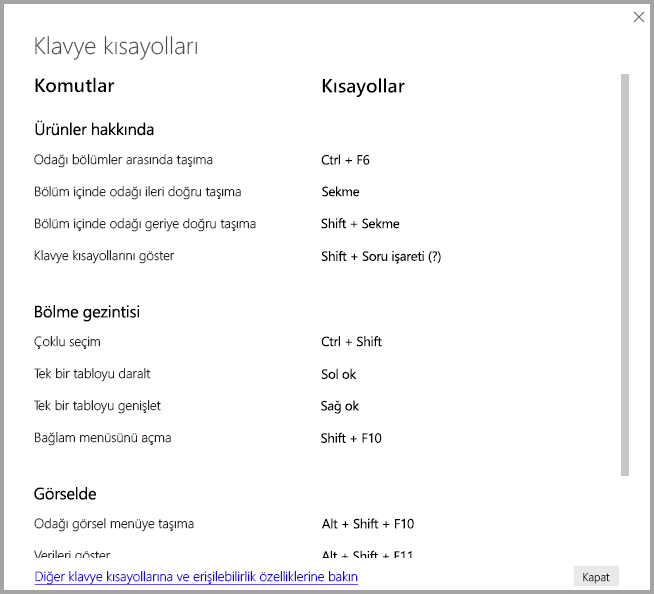 Klavye kısayolları
Komutlar Kısayollar
Ürünler hakkında
Odağı bölümler arasında taşıma Ctrl + F6
Bölüm içinde odağı ileri doğru taşıma Sekme
Bölüm içinde odağı geriye doğru taşıma Shift + Sekme
Klavye kısayollarını göster Shift + Soru işareti (?)
Bölme gezintisi
Çoklu seçim Ctrl + Shift
Tek bir tabloyu daralt Sol ok
Tek bir tabloyu genişlet Sağ ok
Bağlam menüsünü açma Shift + F10
Görselde
Odağı görsel menüye taşıma Alt + Shift + F10
Verileri göster Alt + Shift + F11
Diğer klavye kısayollarına ve erişilebilirlik özelliklerine bakın Kapat